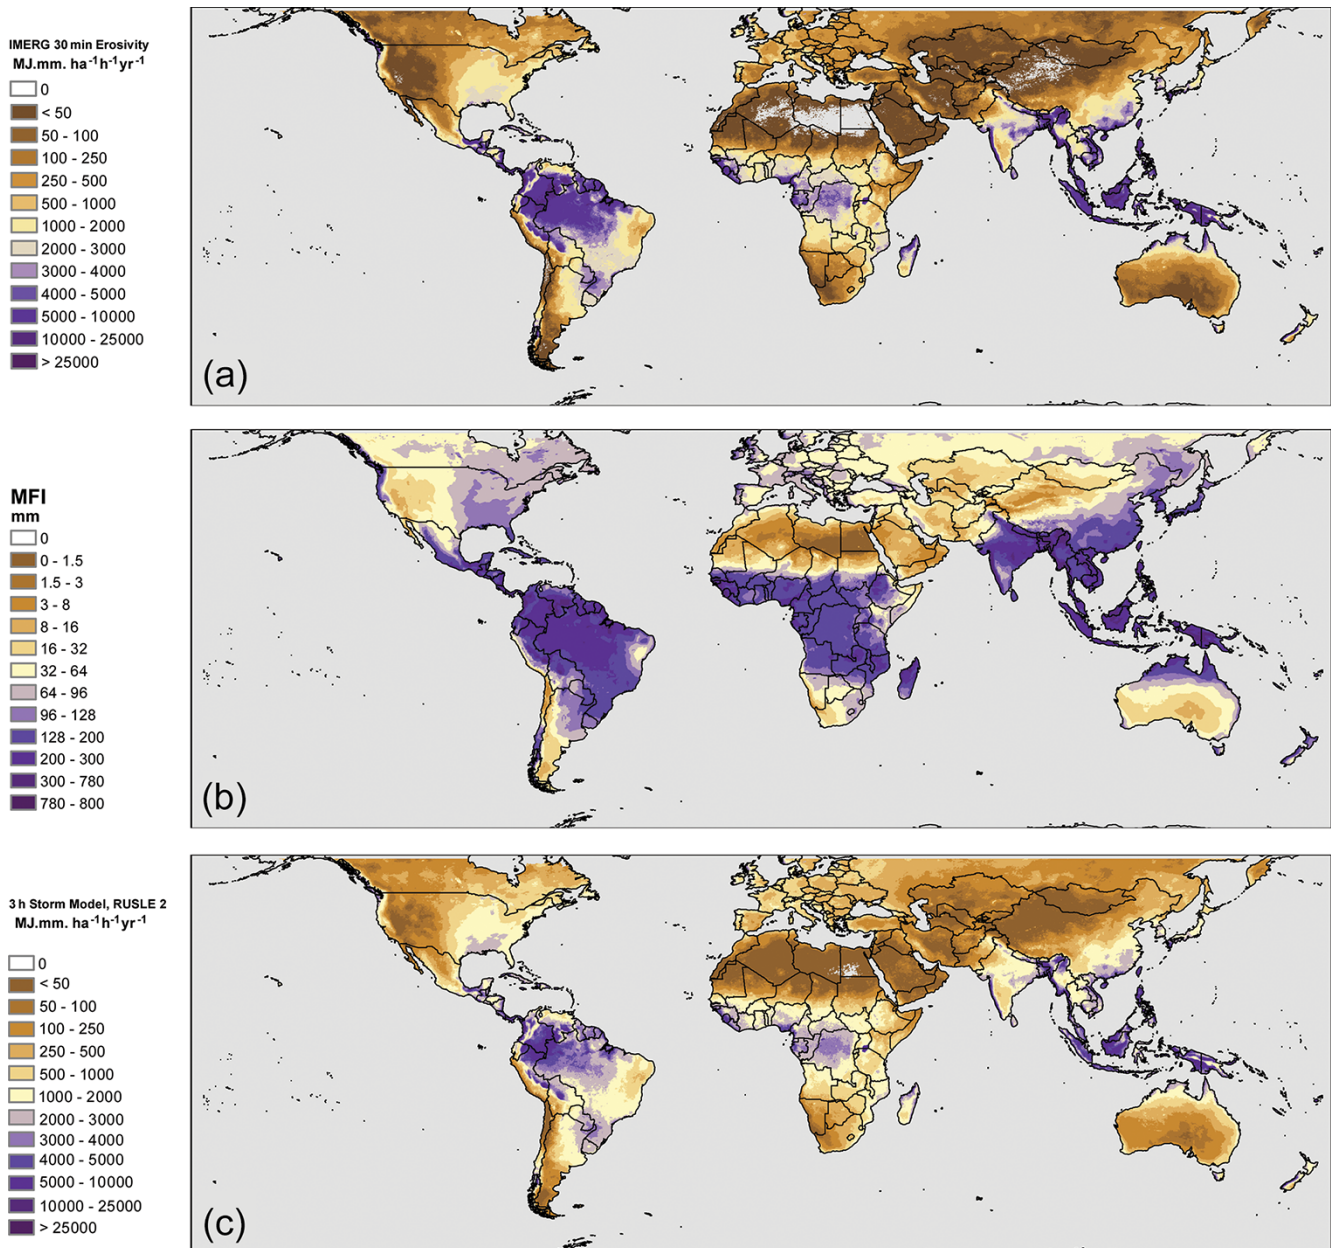 IMERG 30 min Erosivity
MJ.mm. ha⁻¹h⁻¹yr⁻¹
0
< 50
50 - 100
100 - 250
250 - 500
500 - 1000
1000 - 2000
2000 - 3000
3000 - 4000
4000 - 5000
5000 - 10000
10000 - 25000
> 25000
(a)
MFI
mm
0
0 - 1.5
1.5 - 3
3 - 8
8 - 16
16 - 32
32 - 64
64 - 96
96 - 128
128 - 200
200 - 300
300 - 780
780 - 800
(b)
3 h Storm Model, RUSLE 2
MJ.mm. ha⁻¹h⁻¹yr⁻¹
0
< 50
50 - 100
100 - 250
250 - 500
500 - 1000
1000 - 2000
2000 - 3000
3000 - 4000
4000 - 5000
5000 - 10000
10000 - 25000
> 25000
(c)